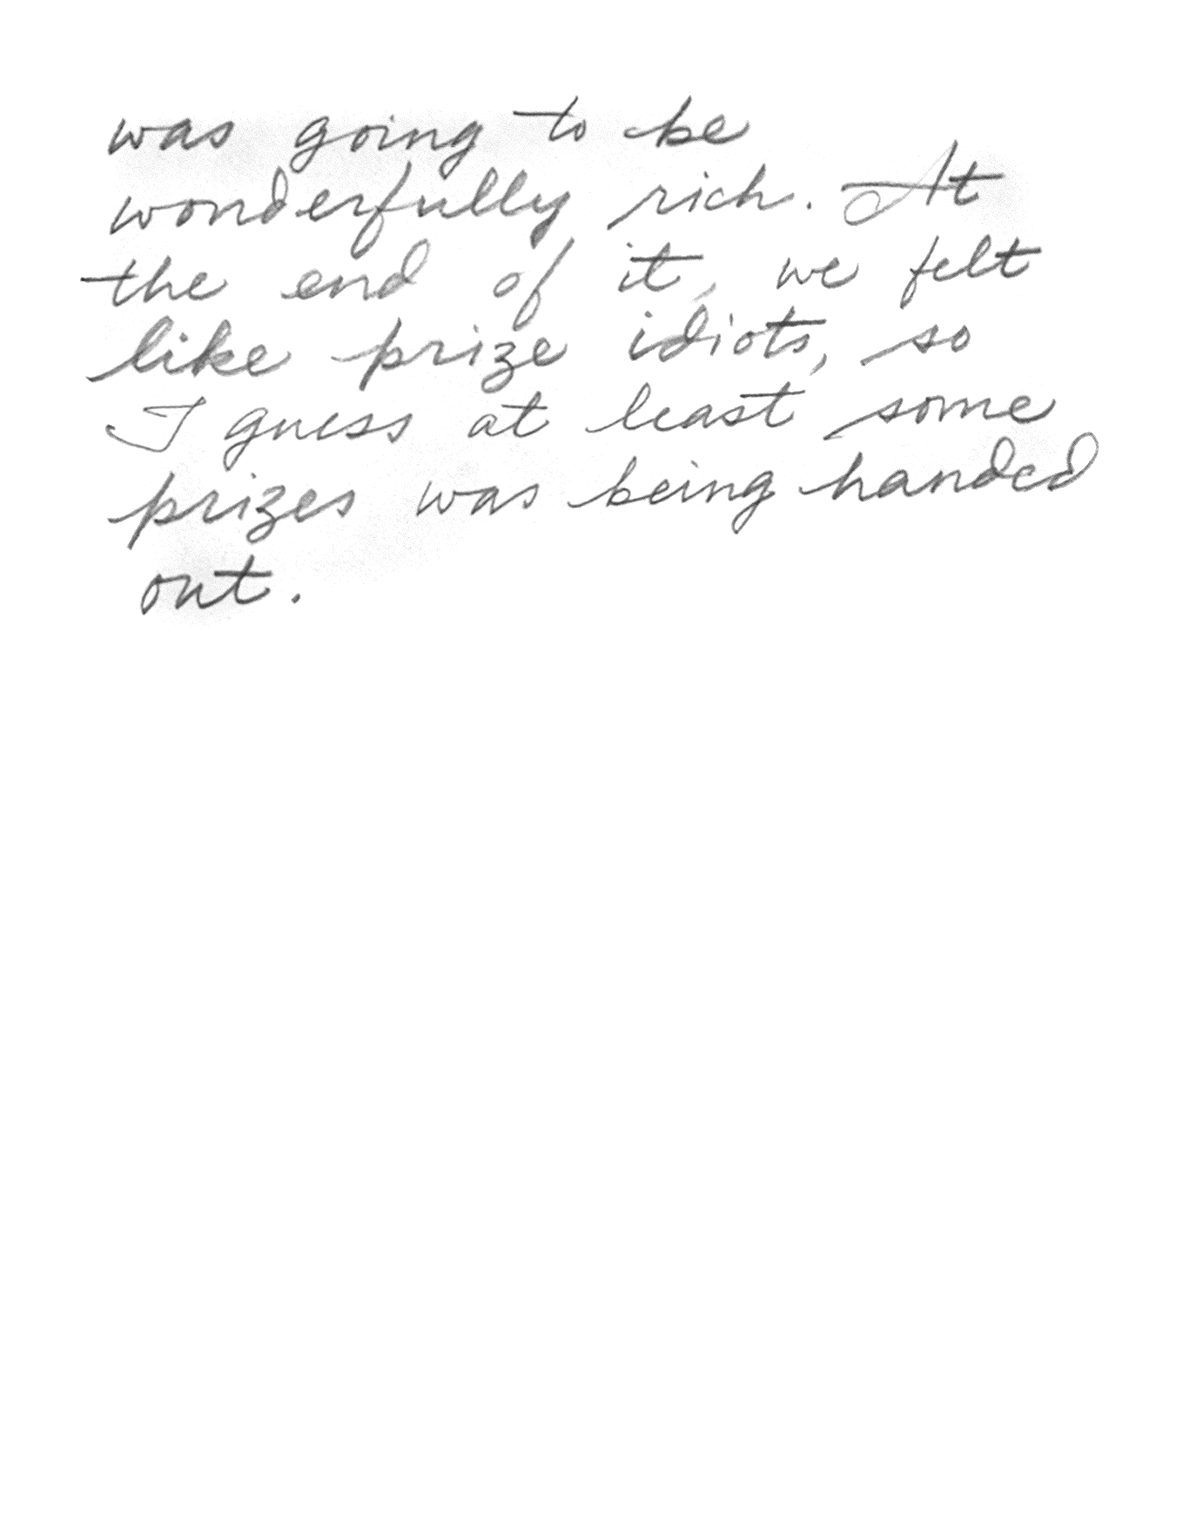 was going to be
wonderfully rich. At
the end of it, we felt
like prize idiots, so
I guess at least some
prizes was being handed
out.